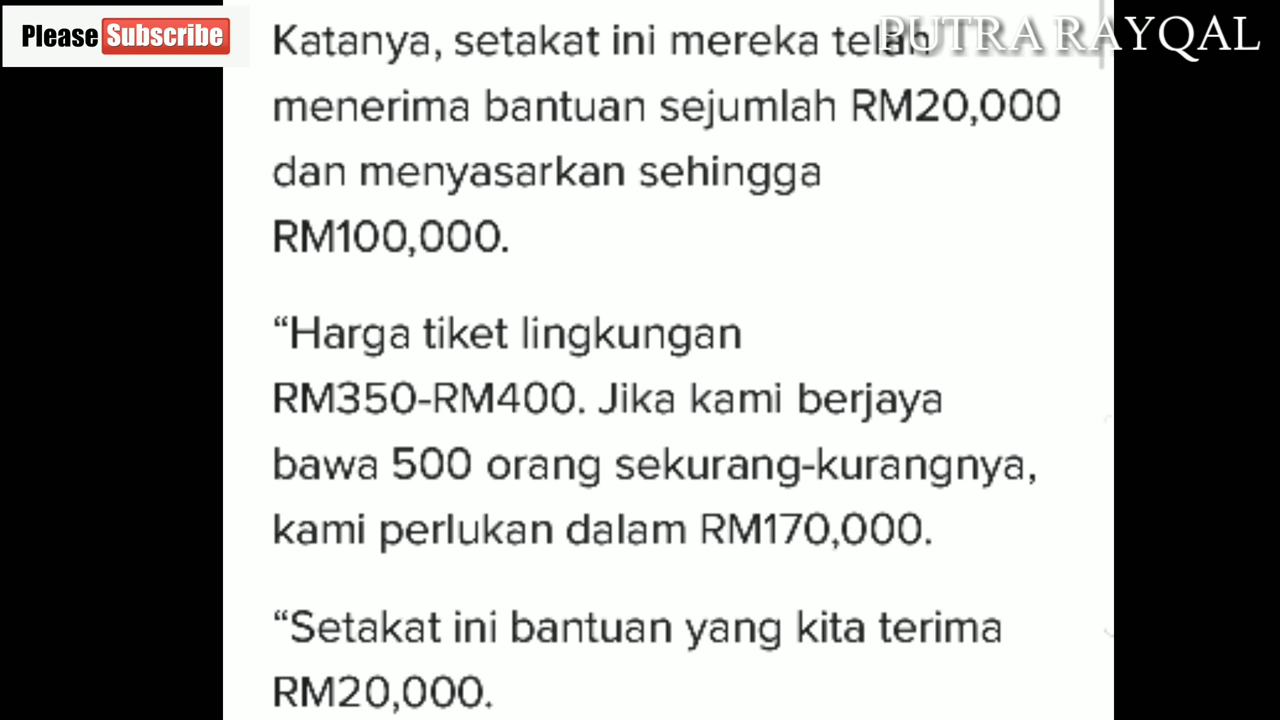 Please Subscribe
PUTRA RAYQAL
Katanya, setakat ini mereka telah
menerima bantuan sejumlah RM20,000
dan menyasarkan sehingga
RM100,000.
“Harga tiket lingkungan
RM350-RM400. Jika kami berjaya
bawa 500 orang sekurang-kurangnya,
kami perlukan dalam RM170,000.
“Setakat ini bantuan yang kita terima
RM20,000.